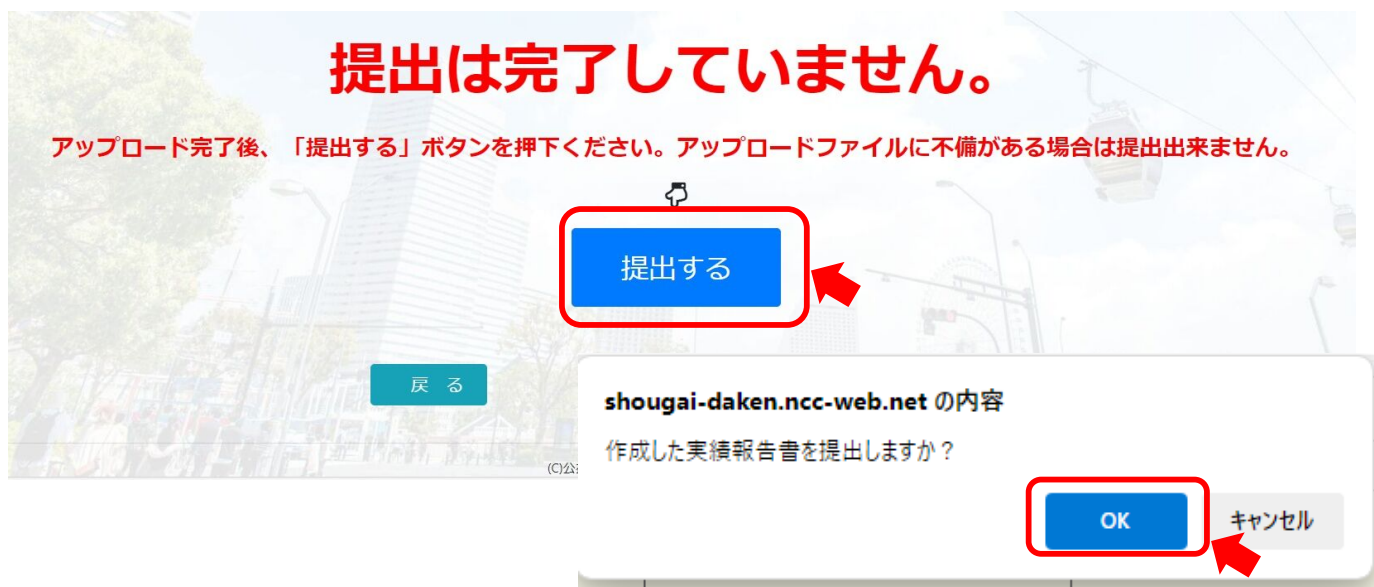 提出は完了していません。
アップロード完了後、「提出する」ボタンを押下ください。アップロードファイルに不備がある場合は提出出来ません。
提出する
戻 る
(C)公
shougai-daken.ncc-web.net の内容
作成した実績報告書を提出しますか？
OK
キャンセル